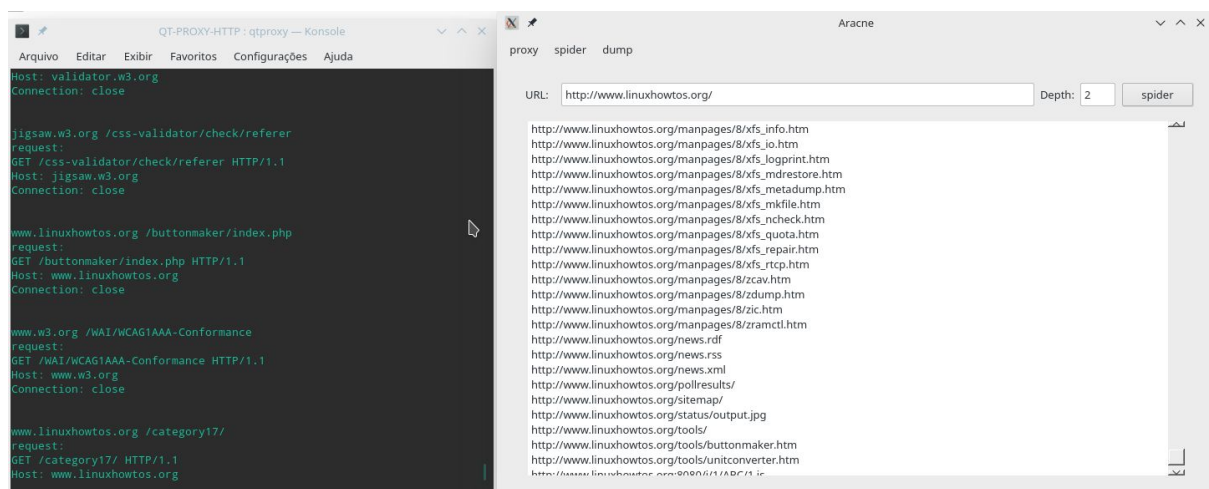 QT-PROXY-HTTP : qtproxy — Konsole
Arquivo Editar Exibir Favoritos Configurações Ajuda
Host: validator.w3.org
Connection: close
jigsaw.w3.org /css-validator/check/referer
request:
GET /css-validator/check/referer HTTP/1.1
Host: jigsaw.w3.org
Connection: close
www.linuxhowtos.org /buttonmaker/index.php
request:
GET /buttonmaker/index.php HTTP/1.1
Host: www.linuxhowtos.org
Connection: close
www.w3.org /WAI/WCAG1AAA-Conformance
request:
GET /WAI/WCAG1AAA-Conformance HTTP/1.1
Host: www.w3.org
Connection: close
www.linuxhowtos.org /category17/
request:
GET /category17/ HTTP/1.1
Host: www.linuxhowtos.org
Aracne
proxy spider dump
URL: http://www.linuxhowtos.org/ Depth: 2 spider
http://www.linuxhowtos.org/manpages/8/xfs_info.htm
http://www.linuxhowtos.org/manpages/8/xfs_io.htm
http://www.linuxhowtos.org/manpages/8/xfs_logprint.htm
http://www.linuxhowtos.org/manpages/8/xfs_mdrestore.htm
http://www.linuxhowtos.org/manpages/8/xfs_metadump.htm
http://www.linuxhowtos.org/manpages/8/xfs_mkfile.htm
http://www.linuxhowtos.org/manpages/8/xfs_ncheck.htm
http://www.linuxhowtos.org/manpages/8/xfs_quota.htm
http://www.linuxhowtos.org/manpages/8/xfs_repair.htm
http://www.linuxhowtos.org/manpages/8/xfs_rtcp.htm
http://www.linuxhowtos.org/manpages/8/zcav.htm
http://www.linuxhowtos.org/manpages/8/zdump.htm
http://www.linuxhowtos.org/manpages/8/zic.htm
http://www.linuxhowtos.org/manpages/8/zramctl.htm
http://www.linuxhowtos.org/news.rdf
http://www.linuxhowtos.org/news.rss
http://www.linuxhowtos.org/news.xml
http://www.linuxhowtos.org/pollresults/
http://www.linuxhowtos.org/sitemap/
http://www.linuxhowtos.org/status/output.jpg
http://www.linuxhowtos.org/tools/
http://www.linuxhowtos.org/tools/buttonmaker.htm
http://www.linuxhowtos.org/tools/unitconverter.htm